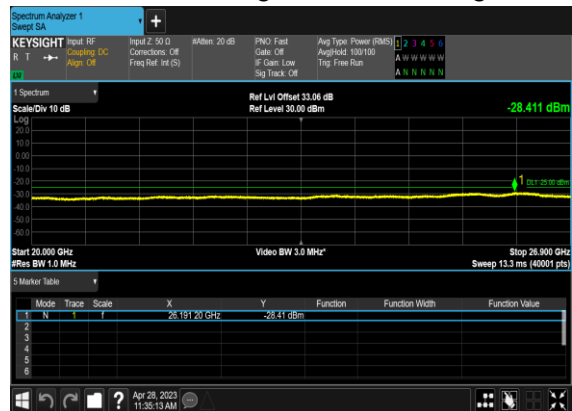 Spectrum Analyzer 1
Swept SA
+
KEYSIGHT Input: RF Input Z: 50 Ω #Atten: 20 dB PNO: Fast Avg Type: Power (RMS) 1 2 3 4 5 6
R T Coupling: DC Corrections: Off Gate: Off Avg|Hold: 100/100 A W W W W W
Align: Off Freq Ref: Int (S) IF Gain: Low Trig: Free Run
LW Sig Track: Off A N N N N N
1 Spectrum
Ref Lvl Offset 33.06 dB
Scale/Div 10 dB Ref Level 30.00 dBm -28.411 dBm
Log
20.0
10.0
0.00
-10.0
-20.0 1 DL1 -25.00 dBm
-30.0
-40.0
-50.0
-60.0
Start 20.000 GHz Video BW 3.0 MHz* Stop 26.900 GHz
#Res BW 1.0 MHz Sweep 13.3 ms (40001 pts)
5 Marker Table
Mode Trace Scale X Y Function Function Width Function Value
1 N 1 f 26.191 20 GHz -28.41 dBm
2
3
4
5
6
? Apr 28, 2023
11:35:13 AM